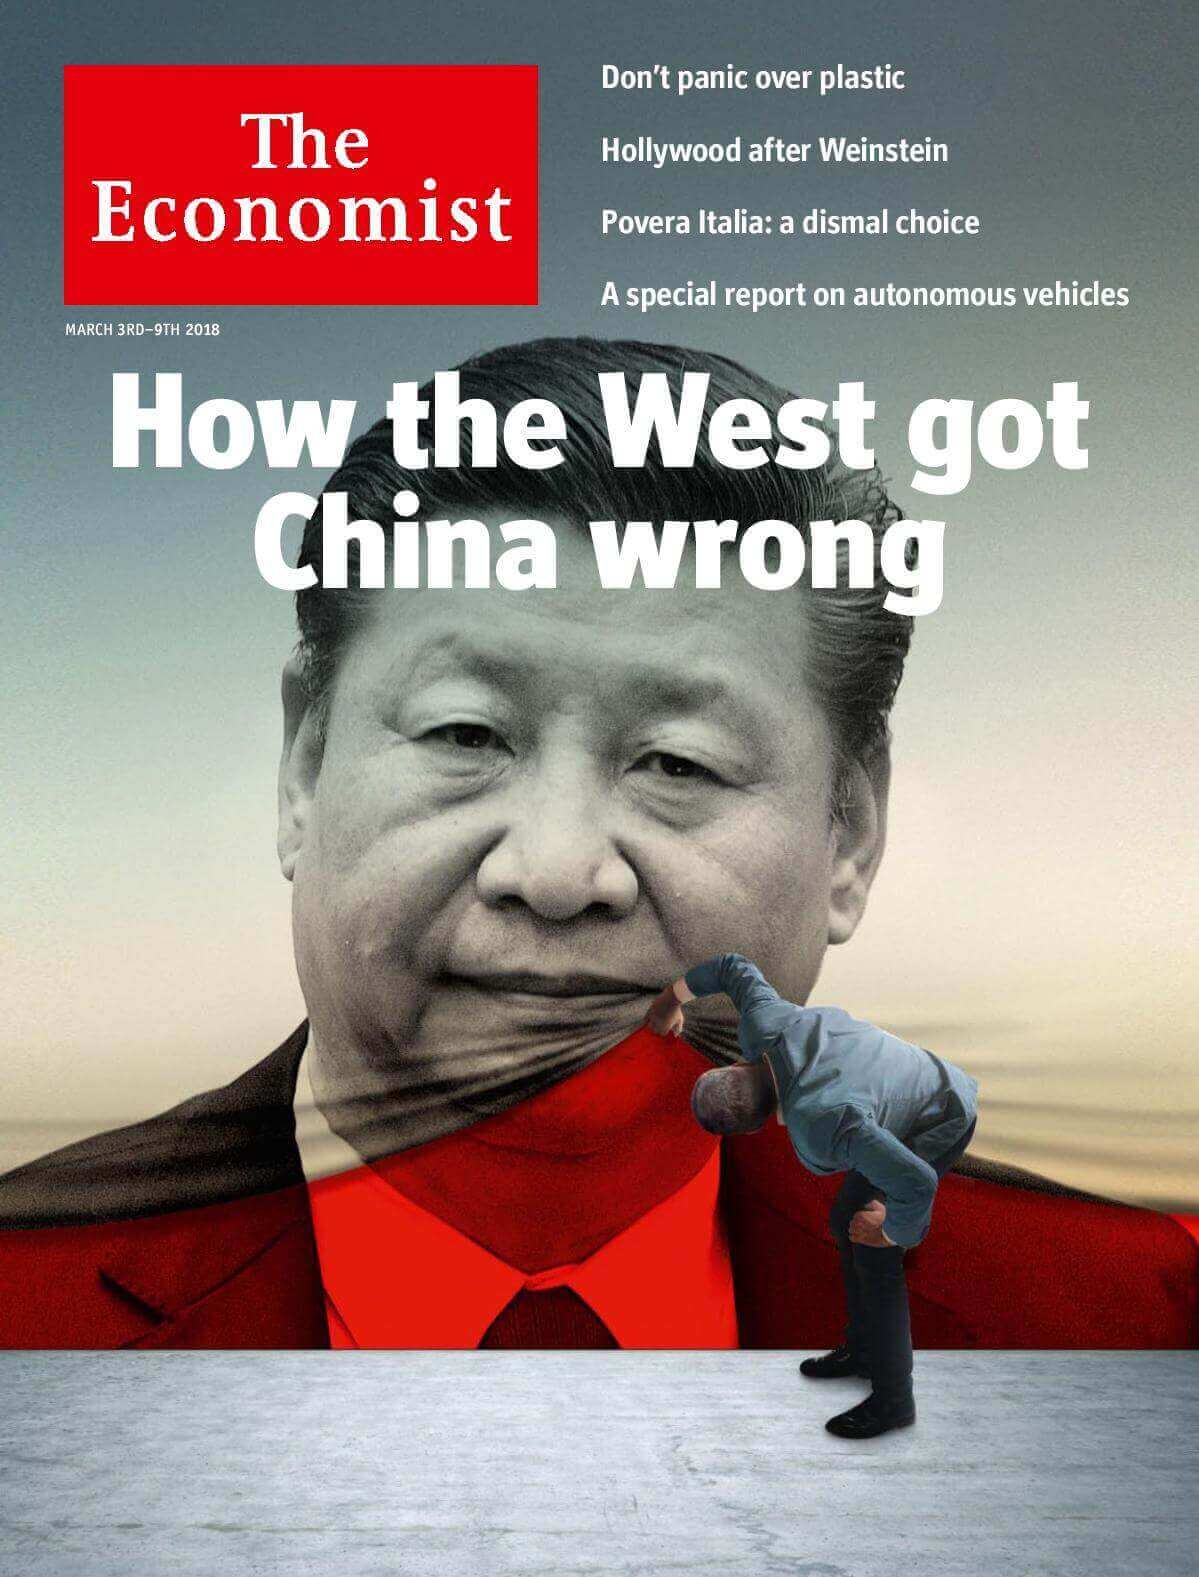 The
Economist
MARCH 3RD–9TH 2018
Don't panic over plastic
Hollywood after Weinstein
Povera Italia: a dismal choice
A special report on autonomous vehicles
How the West got
China wrong